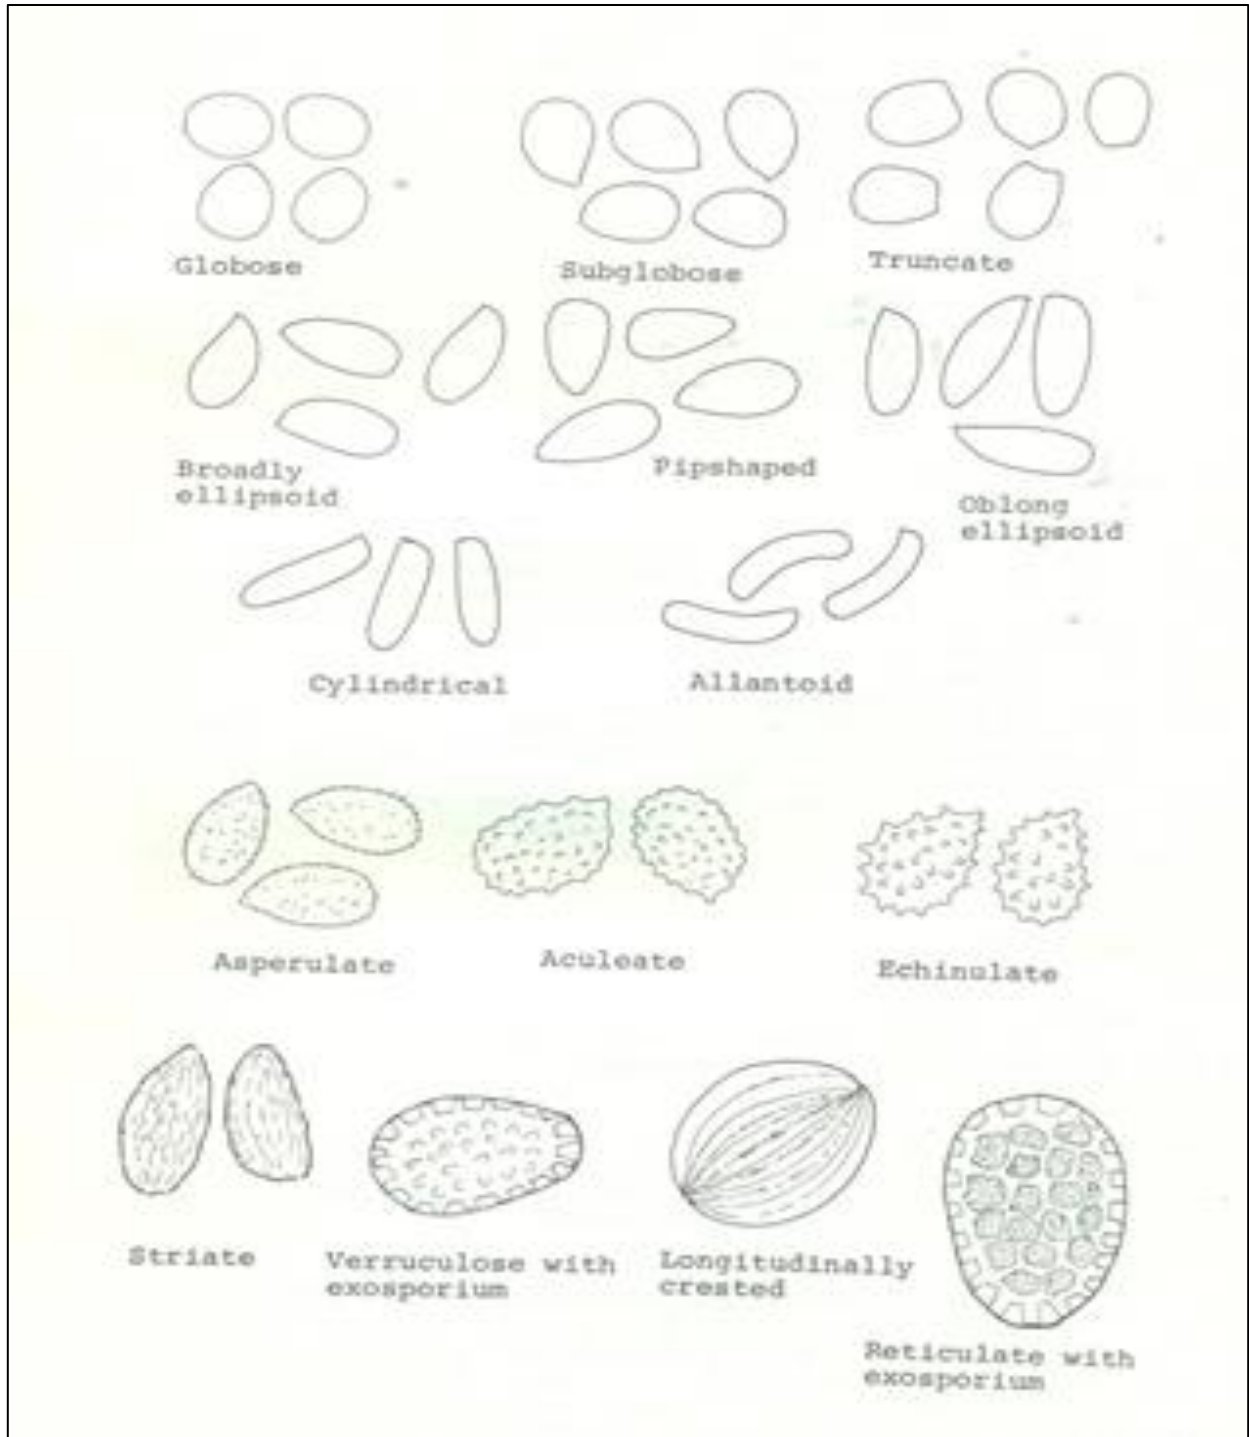 Globose
Subglobose
Truncate
Broadly
ellipsoid
Pipshaped
Oblong
ellipsoid
Cylindrical
Allantoid
Asperulate
Aculeate
Echinulate
Striate
Verruculose with
exosporium
Longitudinally
crested
Reticulate with
exosporium